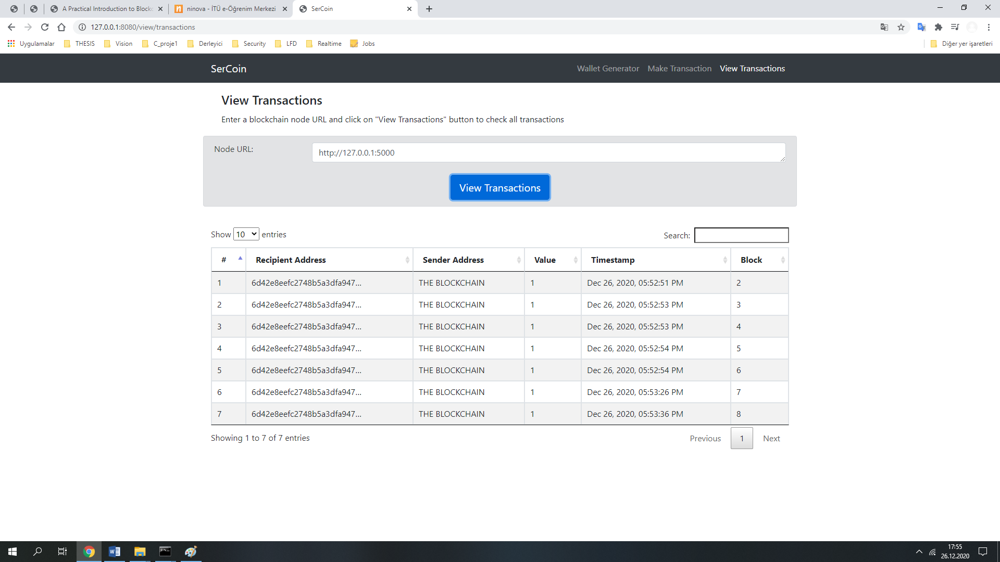 A Practical Introduction to Blockc
ninova - İTÜ e-Öğrenim Merkezi
SerCoin
127.0.0.1:8080/view/transactions
Uygulamalar
THESIS
Vision
C_proje1
Derleyici
Security
LFD
Realtime
Jobs
Diğer yer işaretleri
SerCoin
Wallet Generator
Make Transaction
View Transactions
View Transactions
Enter a blockchain node URL and click on "View Transactions" button to check all transactions
Node URL:
http://127.0.0.1:5000
View Transactions
Show 10 entries
Search:
# Recipient Address Sender Address Value Timestamp Block
1 6d42e8eefc2748b5a3dfa947... THE BLOCKCHAIN 1 Dec 26, 2020, 05:52:51 PM 2
2 6d42e8eefc2748b5a3dfa947... THE BLOCKCHAIN 1 Dec 26, 2020, 05:52:53 PM 3
3 6d42e8eefc2748b5a3dfa947... THE BLOCKCHAIN 1 Dec 26, 2020, 05:52:53 PM 4
4 6d42e8eefc2748b5a3dfa947... THE BLOCKCHAIN 1 Dec 26, 2020, 05:52:54 PM 5
5 6d42e8eefc2748b5a3dfa947... THE BLOCKCHAIN 1 Dec 26, 2020, 05:52:54 PM 6
6 6d42e8eefc2748b5a3dfa947... THE BLOCKCHAIN 1 Dec 26, 2020, 05:53:26 PM 7
7 6d42e8eefc2748b5a3dfa947... THE BLOCKCHAIN 1 Dec 26, 2020, 05:53:36 PM 8
Showing 1 to 7 of 7 entries
Previous 1 Next
17:55
26.12.2020